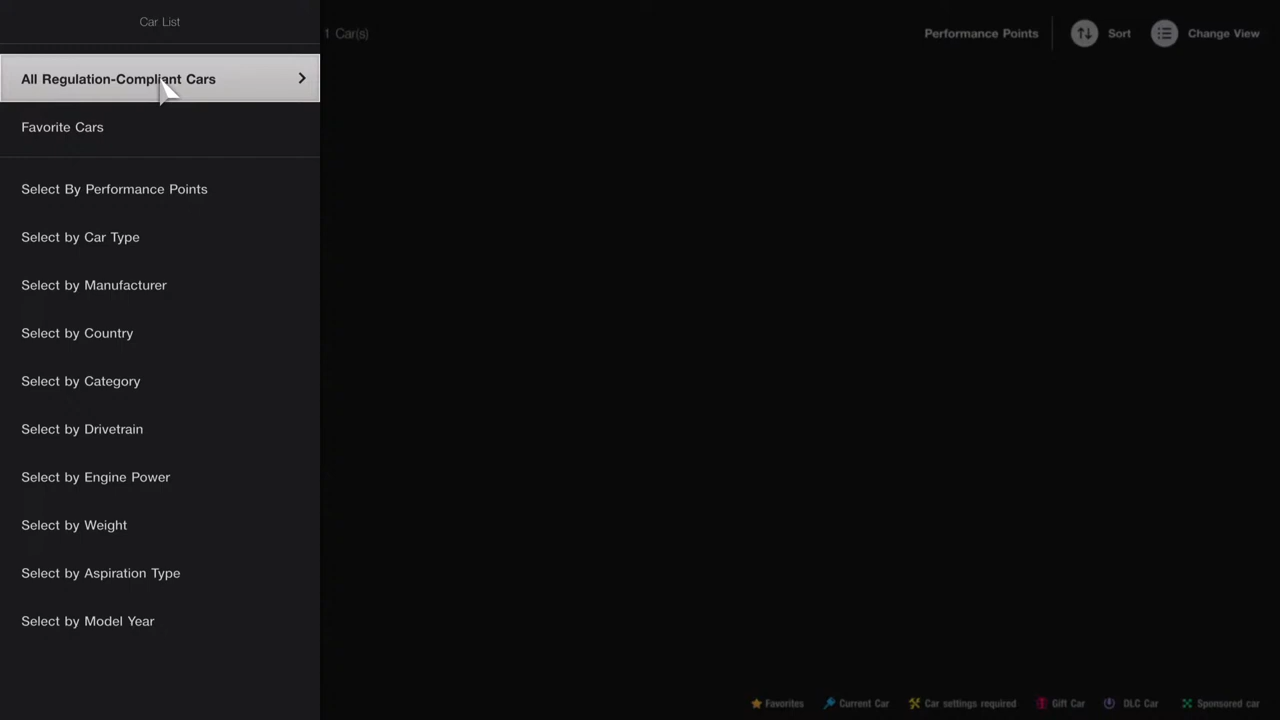 Car List
1 Car(s)
Performance Points
Sort
Change View
All Regulation-Compliant Cars
Favorite Cars
Select By Performance Points
Select by Car Type
Select by Manufacturer
Select by Country
Select by Category
Select by Drivetrain
Select by Engine Power
Select by Weight
Select by Aspiration Type
Select by Model Year
Favorites
Current Car
Car settings required
Gift Car
DLC Car
Sponsored car